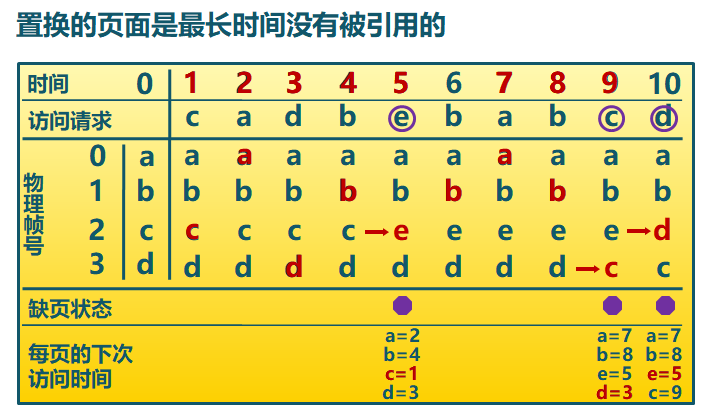 置换的页面是最长时间没有被引用的
时间 0 1 2 3 4 5 6 7 8 9 10
访问请求 c a d b e b a b c d
物理帧号
0 a a a a a a a a a a a
1 b b b b b b b b b b b
2 c c c c c e e e e e d
3 d d d d d d d d d c c
缺页状态
每页的下次访问时间
a=2 a=7 a=7
b=4 b=8 b=8
c=1 e=5 e=5
d=3 d=3 c=9